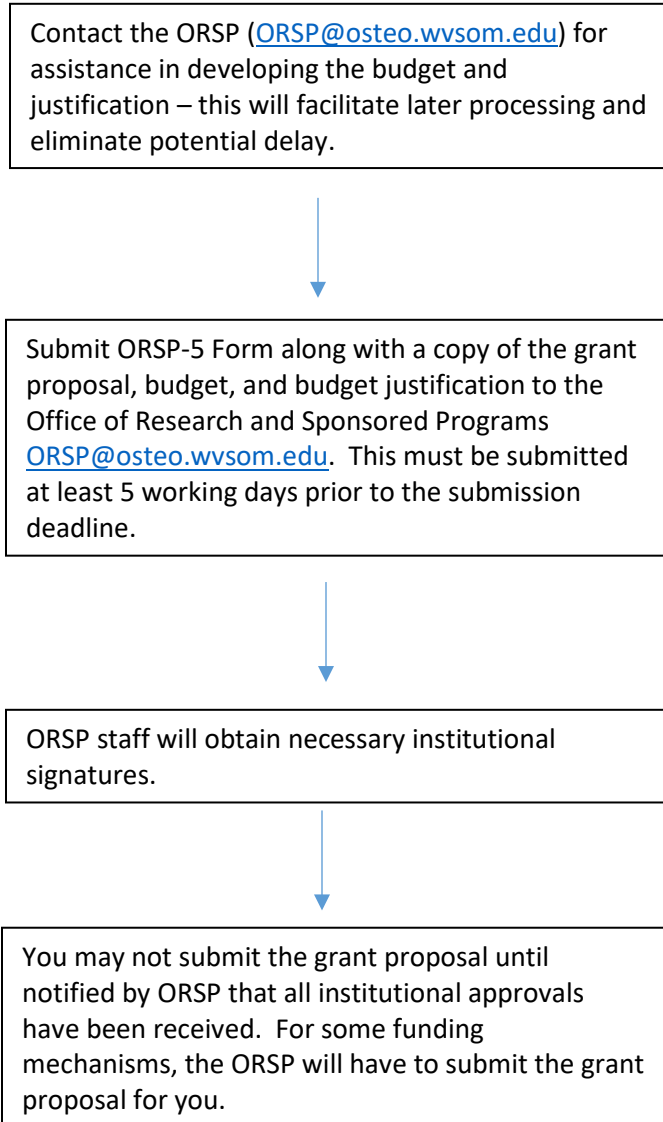 Contact the ORSP (ORSP@osteo.wvsom.edu) for
assistance in developing the budget and
justification – this will facilitate later processing and
eliminate potential delay.
Submit ORSP-5 Form along with a copy of the grant
proposal, budget, and budget justification to the
Office of Research and Sponsored Programs
ORSP@osteo.wvsom.edu.  This must be submitted
at least 5 working days prior to the submission
deadline.
ORSP staff will obtain necessary institutional
signatures.
You may not submit the grant proposal until
notified by ORSP that all institutional approvals
have been received.  For some funding
mechanisms, the ORSP will have to submit the grant
proposal for you.